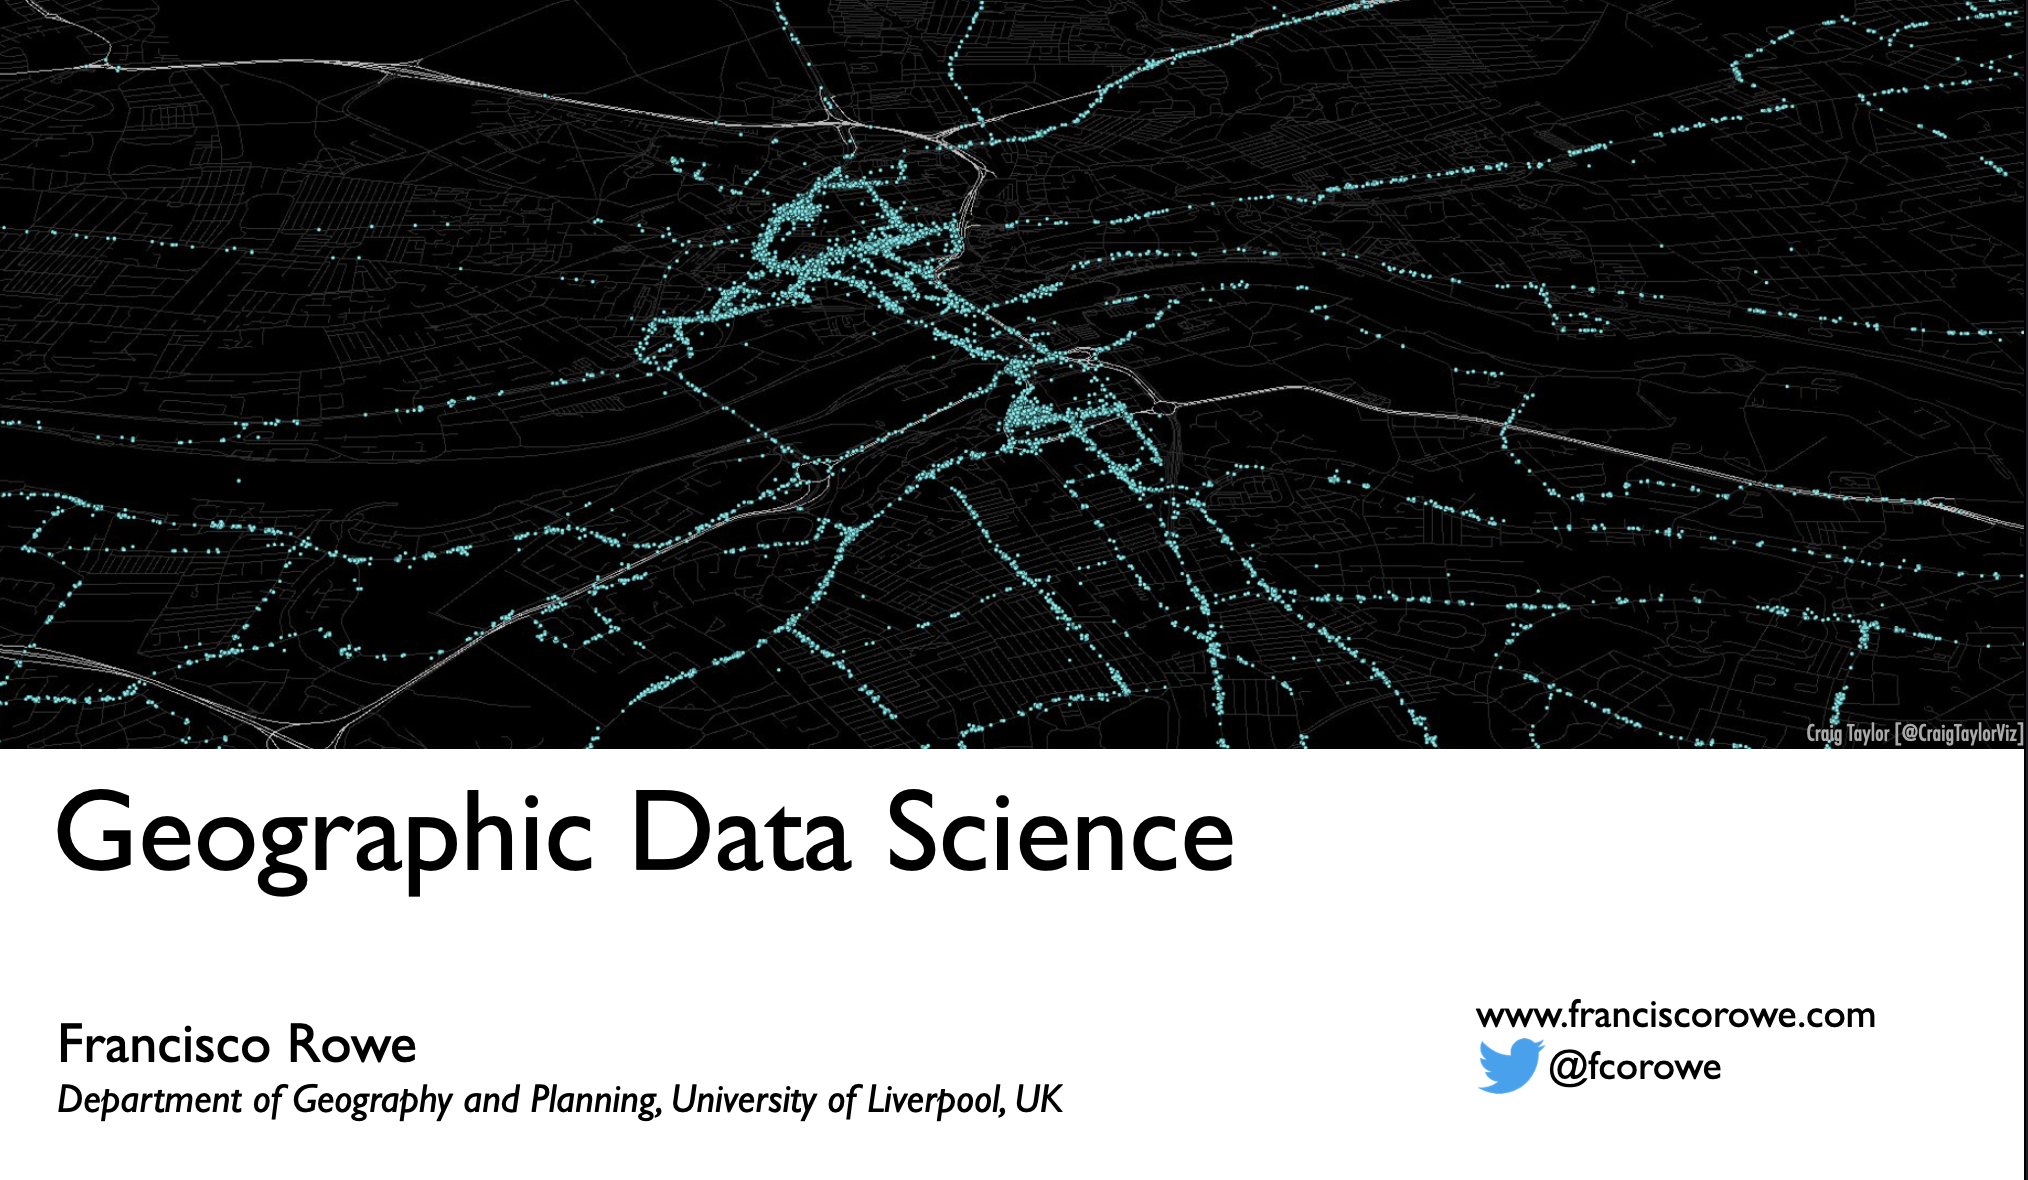 Craig Taylor [@CraigTaylorViz]
Geographic Data Science
Francisco Rowe
Department of Geography and Planning, University of Liverpool, UK
www.franciscorowe.com
@fcorowe